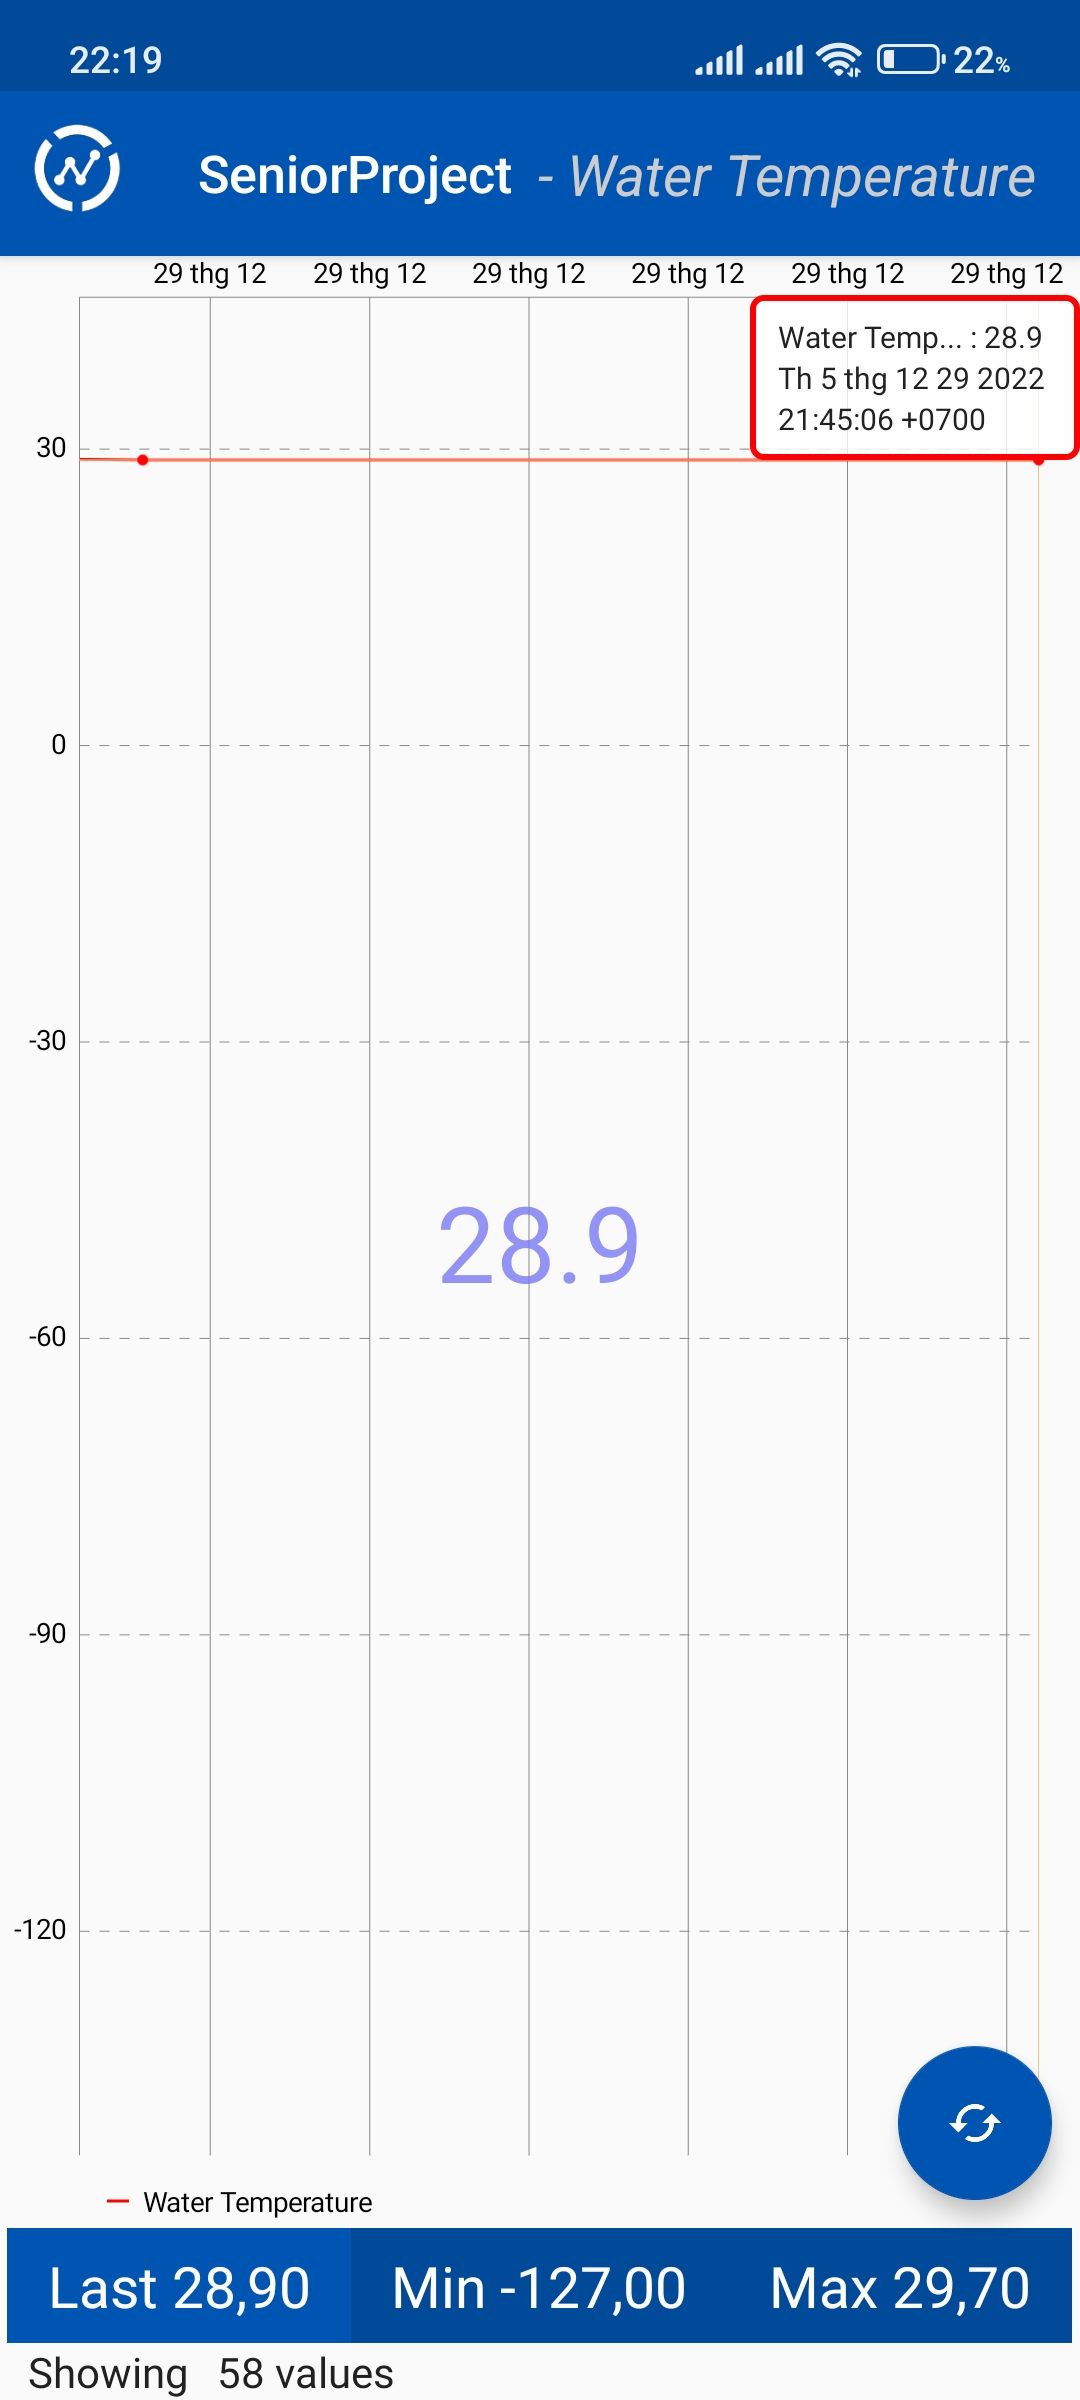 22:19 22%
SeniorProject - Water Temperature
29 thg 12 29 thg 12 29 thg 12 29 thg 12 29 thg 12 29 thg 12
Water Temp... : 28.9
Th 5 thg 12 29 2022
21:45:06 +0700
30
0
-30
28.9
-60
-90
-120
Water Temperature
Last 28,90 Min -127,00 Max 29,70
Showing 58 values